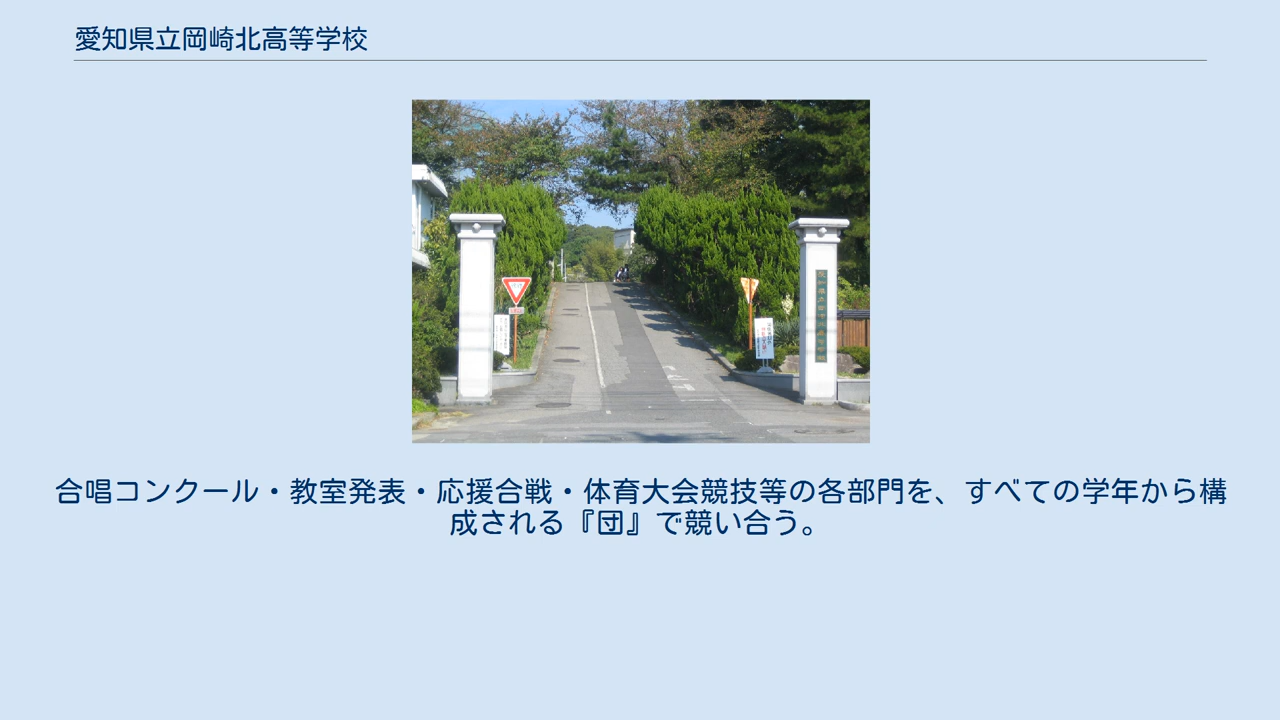 愛知県立岡崎北高等学校
合唱コンクール・教室発表・応援合戦・体育大会競技等の各部門を、すべての学年から構
成される『団』で競い合う。